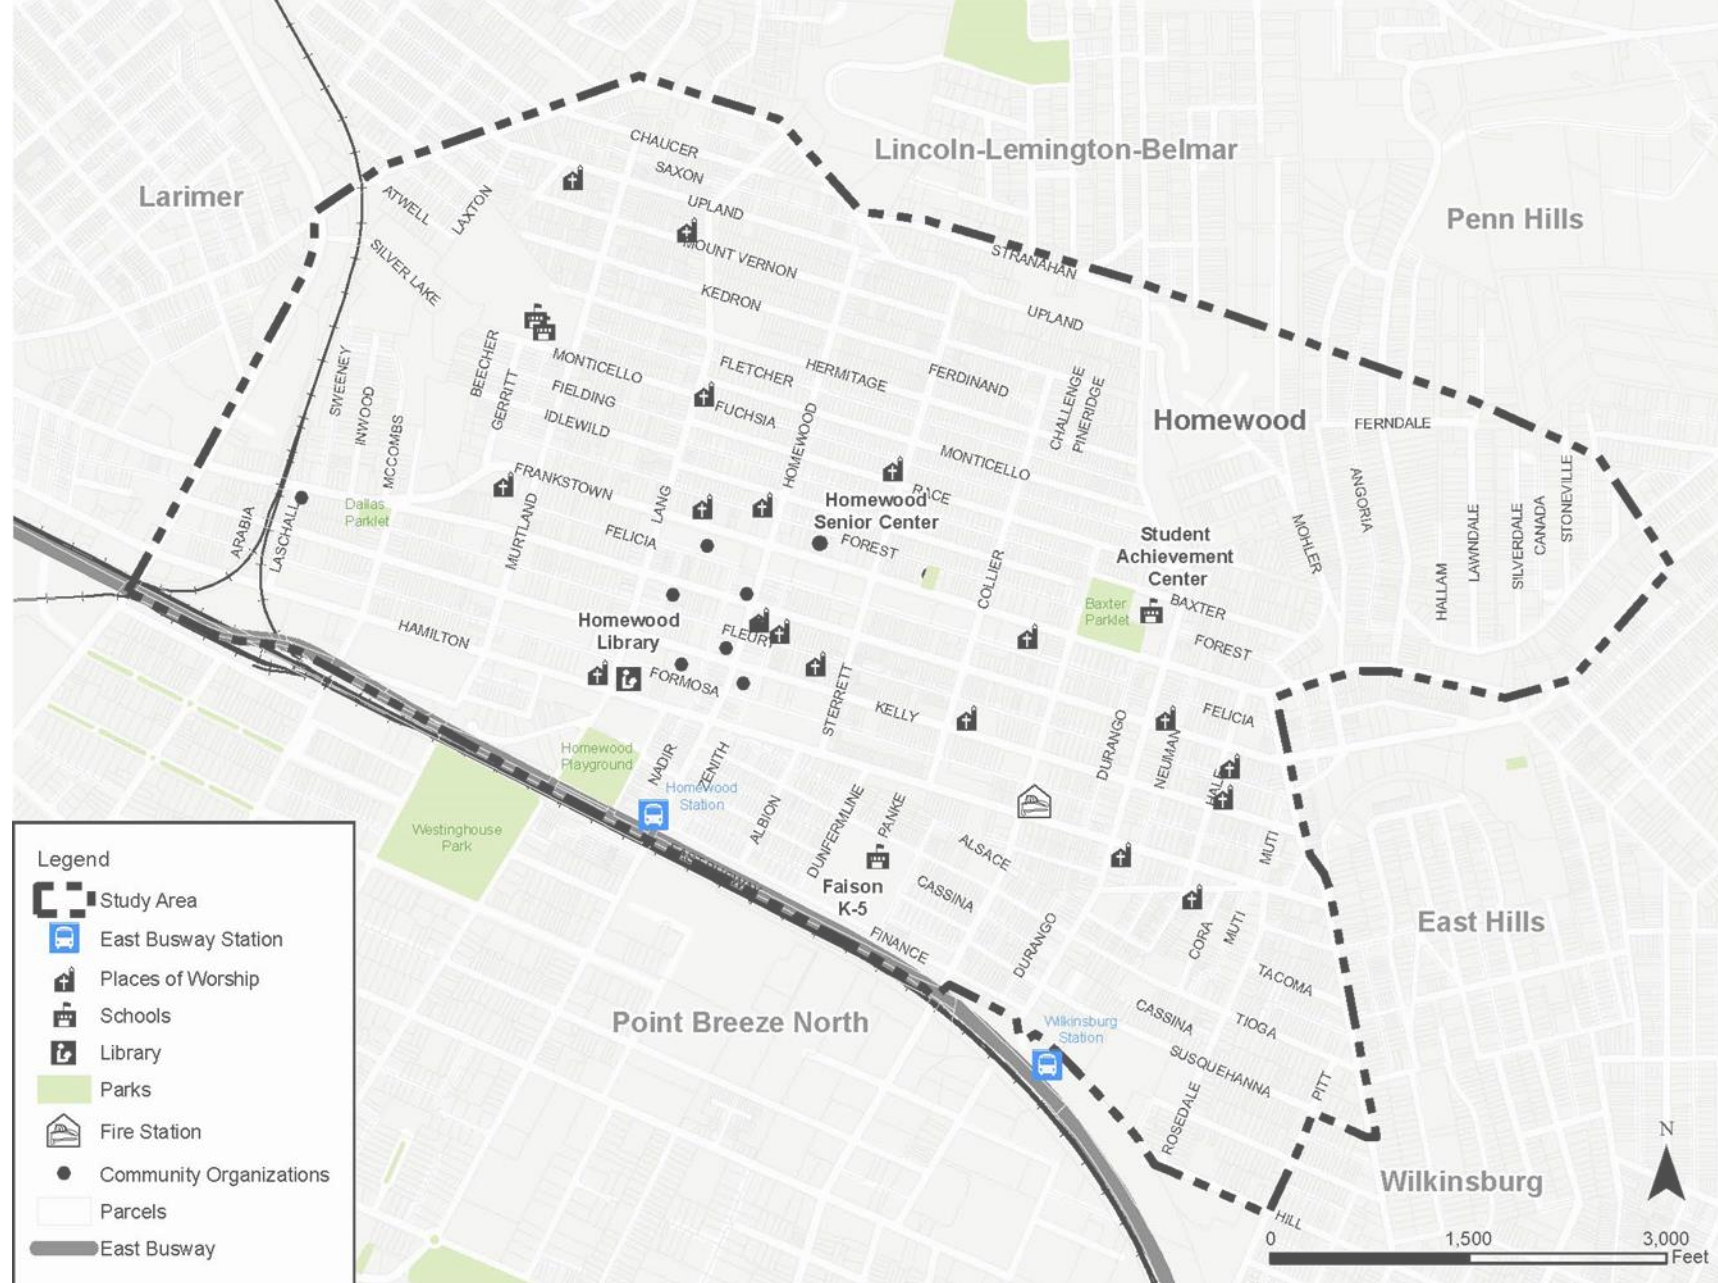 Lincoln-Lemington-Belmar
Larimer
Penn Hills
CHAUCER
SAXON
UPLAND
ATWELL
LAXTON
MOUNT VERNON
STRANAHAN
SILVER LAKE
KEDRON
UPLAND
BEECHER
SWEENEY
INWOOD
MCCOMBS
GERRITT
MONTICELLO
FIELDING
IDLEWILD
FLETCHER
HERMITAGE
FERDINAND
FUCHSIA
HOMEWOOD
CHALLENGE
PINERIDGE
Homewood
FERNDALE
MONTICELLO
RACE
FRANKSTOWN
LANG
Homewood
Senior Center
FOREST
FELICIA
MURTLAND
ARABIA
LASCHALL
Dallas
Parklet
Student
Achievement
Center
COLLIER
MOHLER
ANGORIA
HALLAM
LAWNDALE
SILVERDALE
CANADA
STONEVILLE
Baxter
Parklet
BAXTER
FOREST
Homewood
Library
HAMILTON
FLEURY
FORMOSA
STERRETT
KELLY
DURANGO
NEUMAN
FELICIA
HALE
Homewood
Playground
NADIR
ZENITH
Homewood
Station
ALBION
DUNFERMLINE
PANKE
ALSACE
MUTI
Westinghouse
Park
Faison
K-5
CASSINA
FINANCE
DURANGO
CORA
MUTI
East Hills
TACOMA
Point Breeze North
Wilkinsburg
Station
CASSINA
TIOGA
SUSQUEHANNA
ROSEDALE
PITT
Wilkinsburg
HILL
N
0 1,500 3,000
Feet
Legend
Study Area
East Busway Station
Places of Worship
Schools
Library
Parks
Fire Station
Community Organizations
Parcels
East Busway